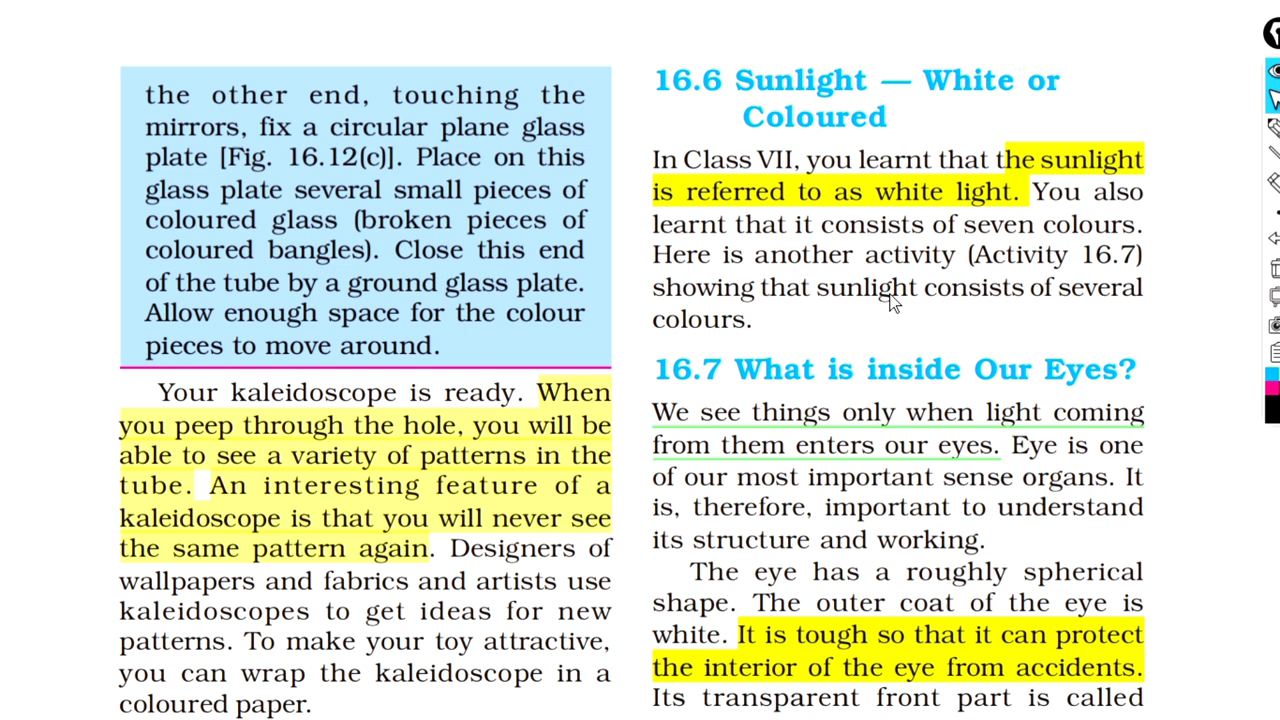 the other end, touching the
mirrors, fix a circular plane glass
plate [Fig. 16.12(c)]. Place on this
glass plate several small pieces of
coloured glass (broken pieces of
coloured bangles). Close this end
of the tube by a ground glass plate.
Allow enough space for the colour
pieces to move around.
Your kaleidoscope is ready. When
you peep through the hole, you will be
able to see a variety of patterns in the
tube. An interesting feature of a
kaleidoscope is that you will never see
the same pattern again. Designers of
wallpapers and fabrics and artists use
kaleidoscopes to get ideas for new
patterns. To make your toy attractive,
you can wrap the kaleidoscope in a
coloured paper.
16.6 Sunlight — White or
Coloured
In Class VII, you learnt that the sunlight
is referred to as white light. You also
learnt that it consists of seven colours.
Here is another activity (Activity 16.7)
showing that sunlight consists of several
colours.
16.7 What is inside Our Eyes?
We see things only when light coming
from them enters our eyes. Eye is one
of our most important sense organs. It
is, therefore, important to understand
its structure and working.
The eye has a roughly spherical
shape. The outer coat of the eye is
white. It is tough so that it can protect
the interior of the eye from accidents.
Its transparent front part is called